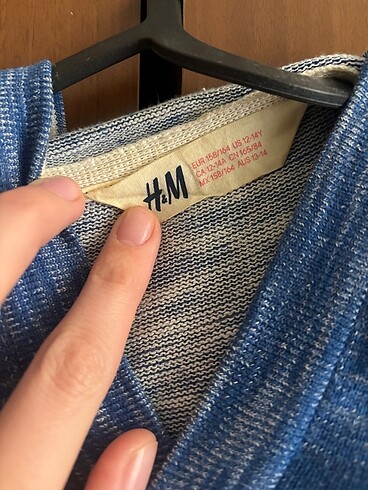 H&M
EUR 158/164 US 12-14Y
CA 12-14A CN 165/84
MX 158/164 AUS 13-14